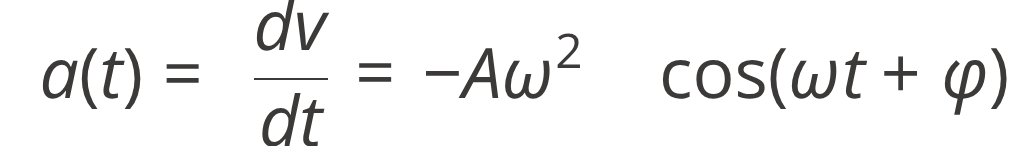 a(t) = dv/dt = −Aω² cos(ωt + φ)